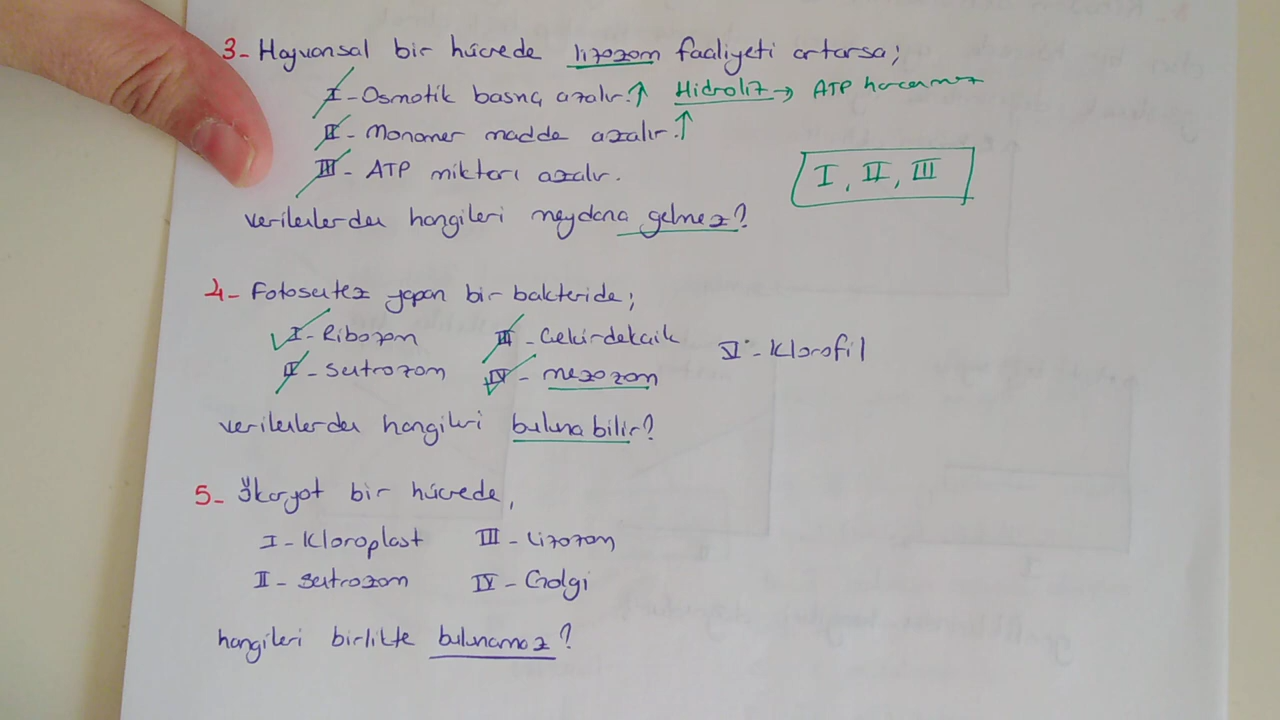 3- Hayvansal bir hücrede lizozom faaliyeti artarsa;
I- Osmotik basınç azalır. ↑ Hidroliz → ATP harcanmaz
II- Monomer madde azalır. ↑
III- ATP miktarı azalır.
I, II, III
verilenlerden hangileri meydana gelmez?
4- Fotosentez yapan bir bakteride;
I- Ribozom III- Çekirdekçik V- Klorofil
II- Sentrozom IV- mezozom
verilenlerden hangileri bulunabilir?
5- Ökaryot bir hücrede,
I- Kloroplast III- Lizozom
II- Sentrozom IV- Golgi
hangileri birlikte bulunamaz?